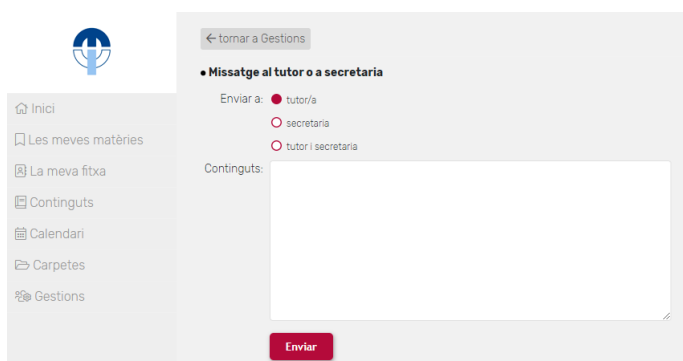 ← tornar a Gestions
• Missatge al tutor o a secretaria
Enviar a: tutor/a
secretaria
tutor i secretaria
Continguts:
Enviar
Inici
Les meves matèries
La meva fitxa
Continguts
Calendari
Carpetes
Gestions